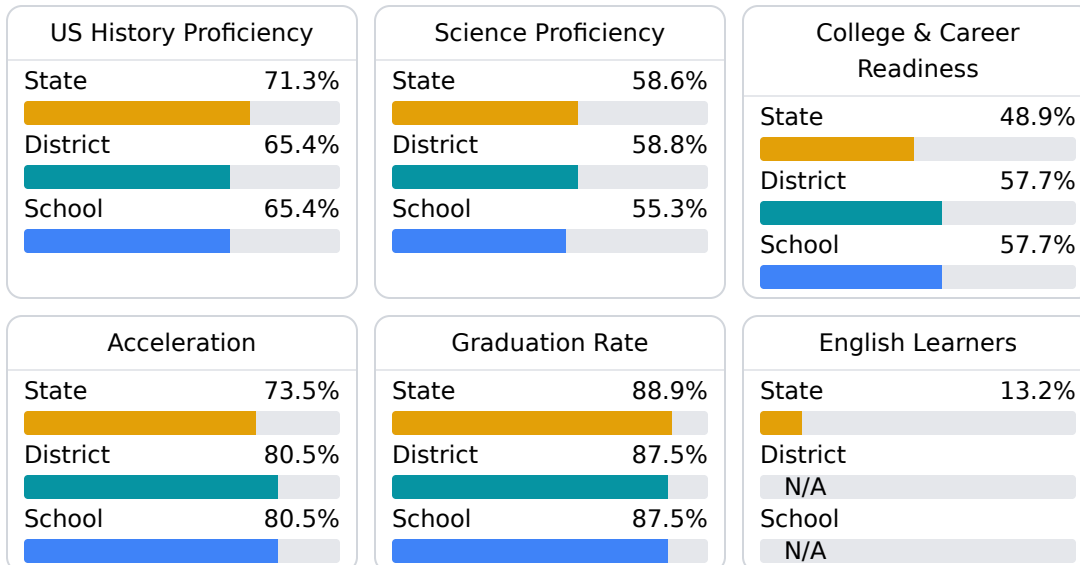 US History Proficiency
State 71.3%
District 65.4%
School 65.4%
Science Proficiency
State 58.6%
District 58.8%
School 55.3%
College & Career
Readiness
State 48.9%
District 57.7%
School 57.7%
Acceleration
State 73.5%
District 80.5%
School 80.5%
Graduation Rate
State 88.9%
District 87.5%
School 87.5%
English Learners
State 13.2%
District
N/A
School
N/A